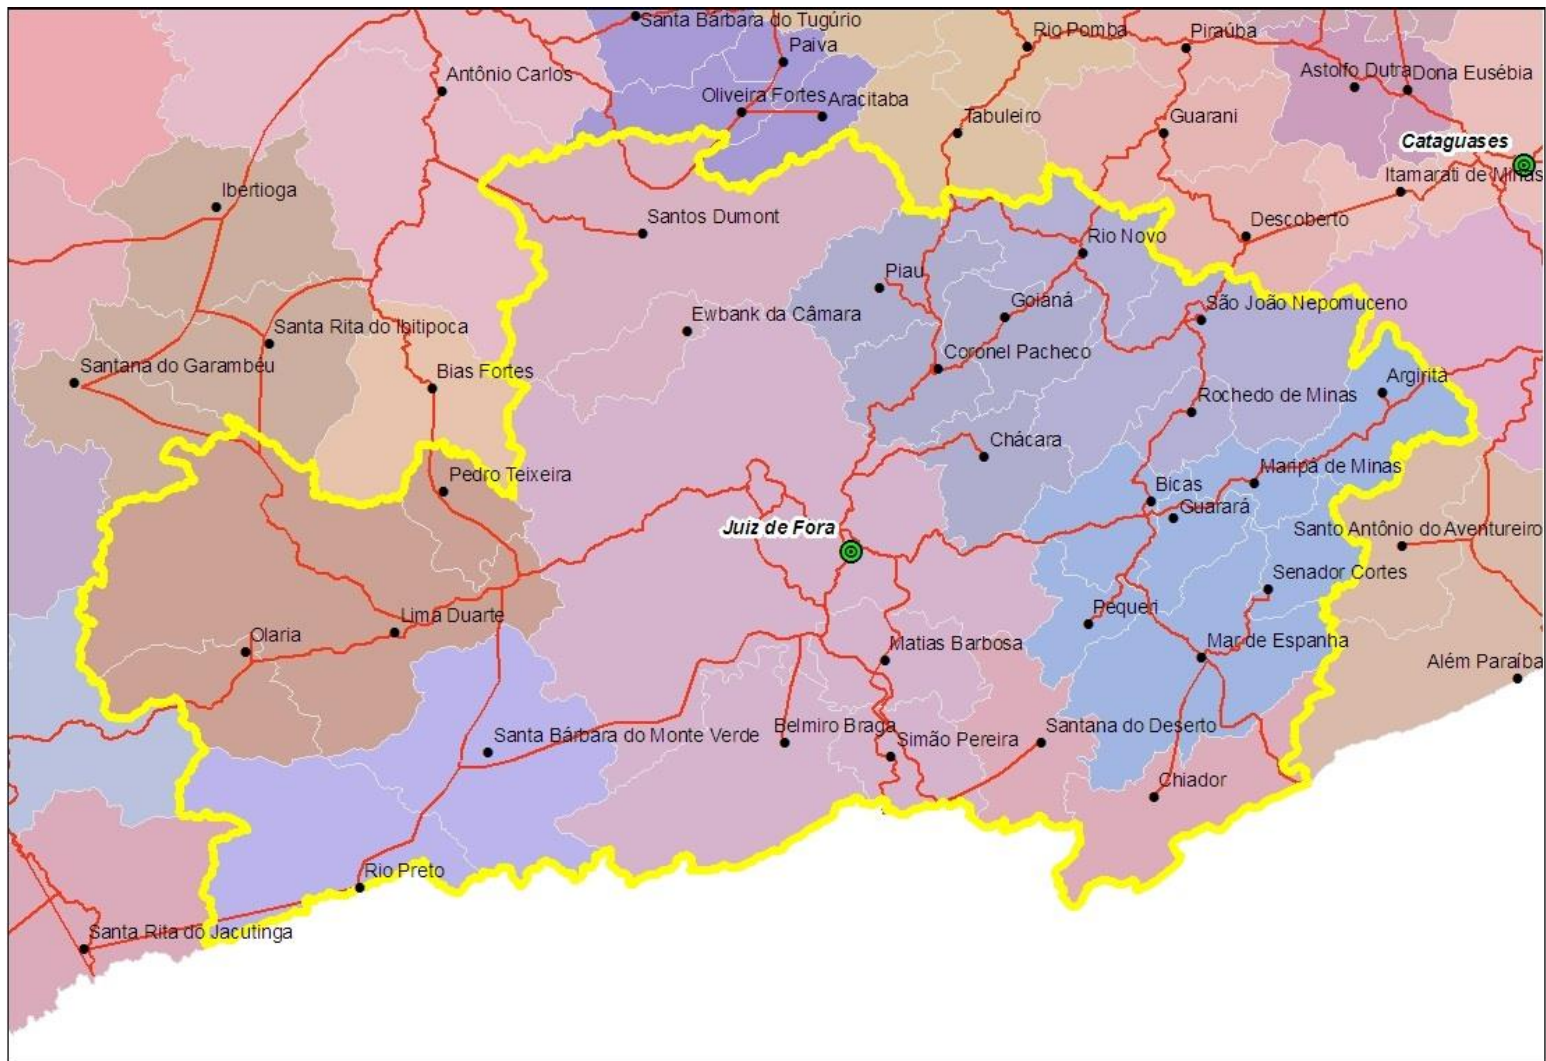 Santa Bárbara do Tugúrio
Rio Pomba
Piraúba
Paiva
Antônio Carlos
Astolfo Dutra
Dona Eusébia
Oliveira Fortes
Aracitaba
Tabuleiro
Guarani
Cataguases
Itamarati de Minas
Ibertioga
Santos Dumont
Descoberto
Rio Novo
Piau
Goianá
São João Nepomuceno
Ewbank da Câmara
Santa Rita do Ibitipoca
Coronel Pacheco
Santana do Garambéu
Bias Fortes
Argirita
Rochedo de Minas
Chácara
Maripá de Minas
Pedro Teixeira
Bicas
Guarará
Juiz de Fora
Santo Antônio do Aventureiro
Senador Cortes
Pequeri
Lima Duarte
Olaria
Matias Barbosa
Mar de Espanha
Além Paraíba
Santa Bárbara do Monte Verde
Belmiro Braga
Santana do Deserto
Simão Pereira
Chiador
Rio Preto
Santa Rita do Jacutinga